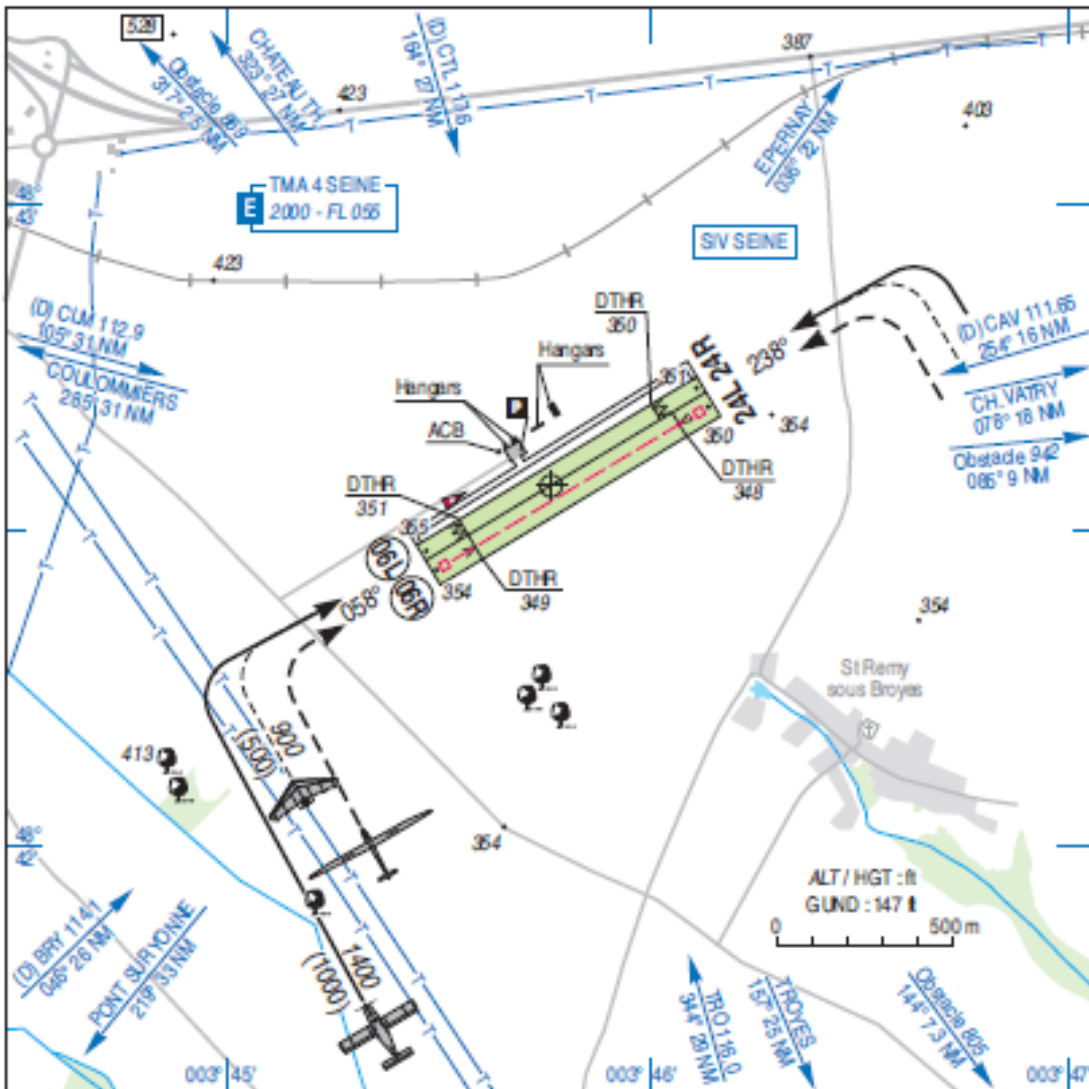 589
Obstacle 869
317° 2.5 NM
CHATEAU TH.
323° 27 NM
(D) CTL 117.6
164° 27 NM
423
387
403
EPERNAY
036° 22 NM
48°
43'
E
TMA 4 SEINE
2000 - FL 055
SIV SEINE
423
(D) CLM 112.9
105° 31 NM
COULOMMIERS
285° 31 NM
DTHR
350
Hangars
Hangars
ACB
24L 24R
238°
(D) CAV 111.65
254° 16 NM
CH. VATRY
078° 18 NM
Obstacle 942
086° 9 NM
351
350
354
DTHR
348
DTHR
351
355
06L
06R
058°
354
DTHR
349
354
St Remy
sous Broyes
900
(500)
413
354
48°
42'
ALT / HGT : ft
GUND : 147 ft
0 500 m
(D) BRY 114.1
046° 26 NM
PONT SUR YONNE
219° 33 NM
1400
(1000)
TRO 116.0
344° 29 NM
TROYES
157° 25 NM
Obstacle 805
144° 7.3 NM
003° 45'
003° 46'
003° 47'
T T T T T T T T T T T T